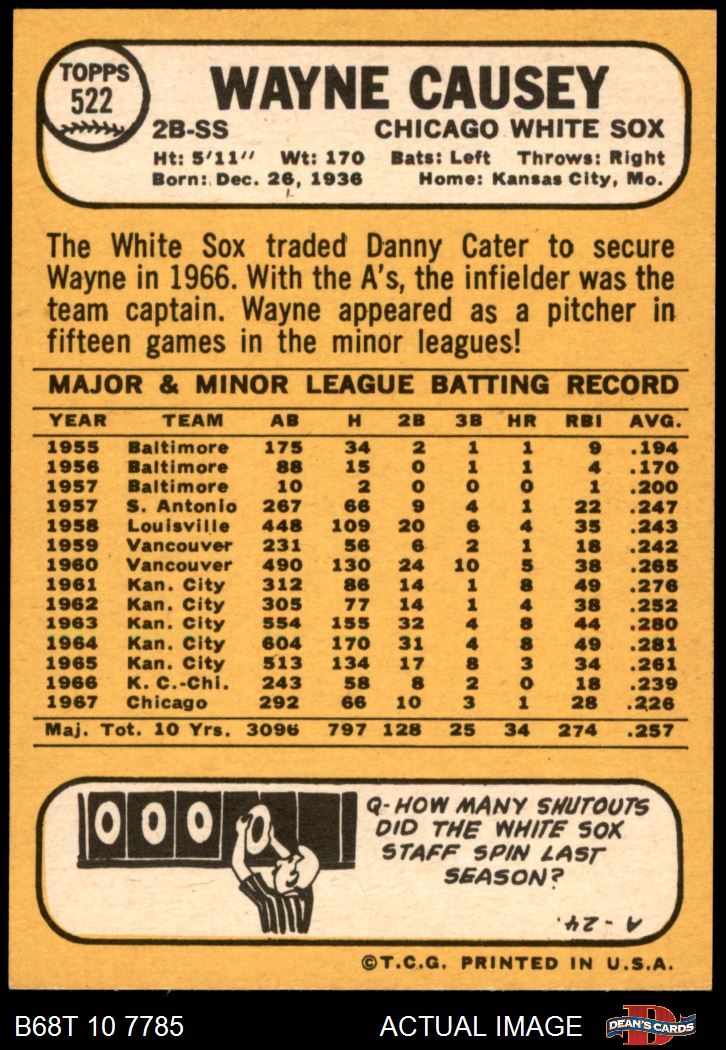 TOPPS
522
WAYNE CAUSEY
2B-SS CHICAGO WHITE SOX
Ht: 5'11" Wt: 170 Bats: Left Throws: Right
Born: Dec. 26, 1936 Home: Kansas City, Mo.
The White Sox traded Danny Cater to secure
Wayne in 1966. With the A's, the infielder was the
team captain. Wayne appeared as a pitcher in
fifteen games in the minor leagues!
MAJOR & MINOR LEAGUE BATTING RECORD
YEAR TEAM AB H 2B 3B HR RBI AVG.
1955 Baltimore 175 34 2 1 1 9 .194
1956 Baltimore 88 15 0 1 1 4 .170
1957 Baltimore 10 2 0 0 0 1 .200
1957 S. Antonio 267 66 9 4 1 22 .247
1958 Louisville 448 109 20 6 4 35 .243
1959 Vancouver 231 56 6 2 1 18 .242
1960 Vancouver 490 130 24 10 5 38 .265
1961 Kan. City 312 86 14 1 8 49 .276
1962 Kan. City 305 77 14 1 4 38 .252
1963 Kan. City 554 155 32 4 8 44 .280
1964 Kan. City 604 170 31 4 8 49 .281
1965 Kan. City 513 134 17 8 3 34 .261
1966 K. C.-Chi. 243 58 8 2 0 18 .239
1967 Chicago 292 66 10 3 1 28 .226
Maj. Tot. 10 Yrs. 3096 797 128 25 34 274 .257
000 0
Q-HOW MANY SHUTOUTS
DID THE WHITE SOX
STAFF SPIN LAST
SEASON?
A-24.
©T.C.G. PRINTED IN U.S.A.
B68T 10 7785 ACTUAL IMAGE D DEAN'S CARDS